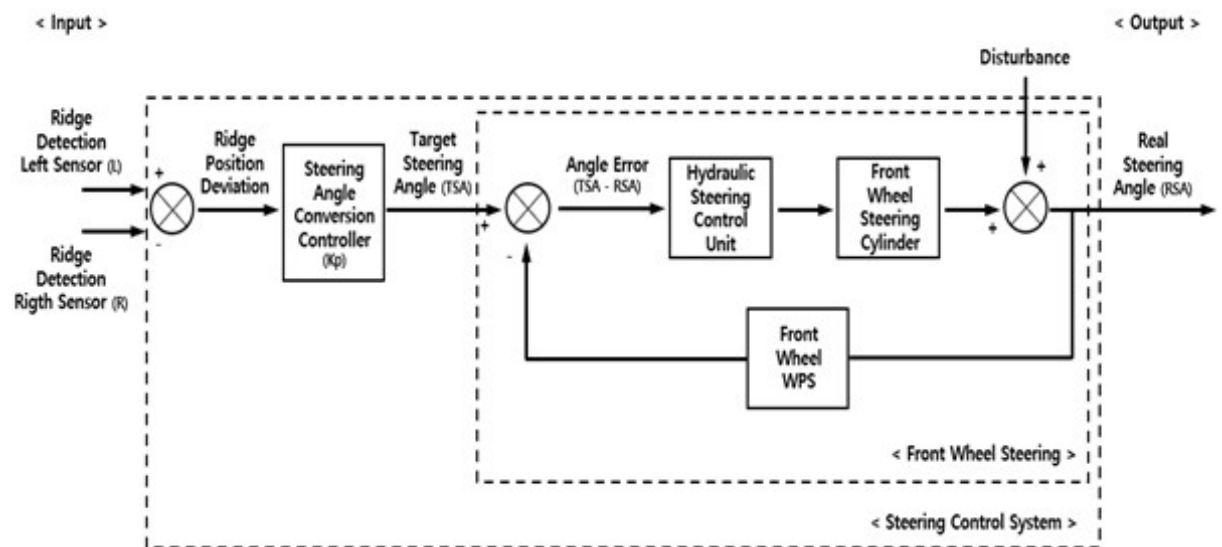 < Input >
< Output >
Disturbance
Ridge
Detection
Left Sensor (L)
+
-
Ridge
Detection
Rigth Sensor (R)
Ridge
Position
Deviation
Steering
Angle
Conversion
Controller
(Kp)
Target
Steering
Angle (TSA)
+
-
Angle Error
(TSA - RSA)
Hydraulic
Steering
Control
Unit
Front
Wheel
Steering
Cylinder
+
+
Real
Steering
Angle (RSA)
Front
Wheel
WPS
< Front Wheel Steering >
< Steering Control System >